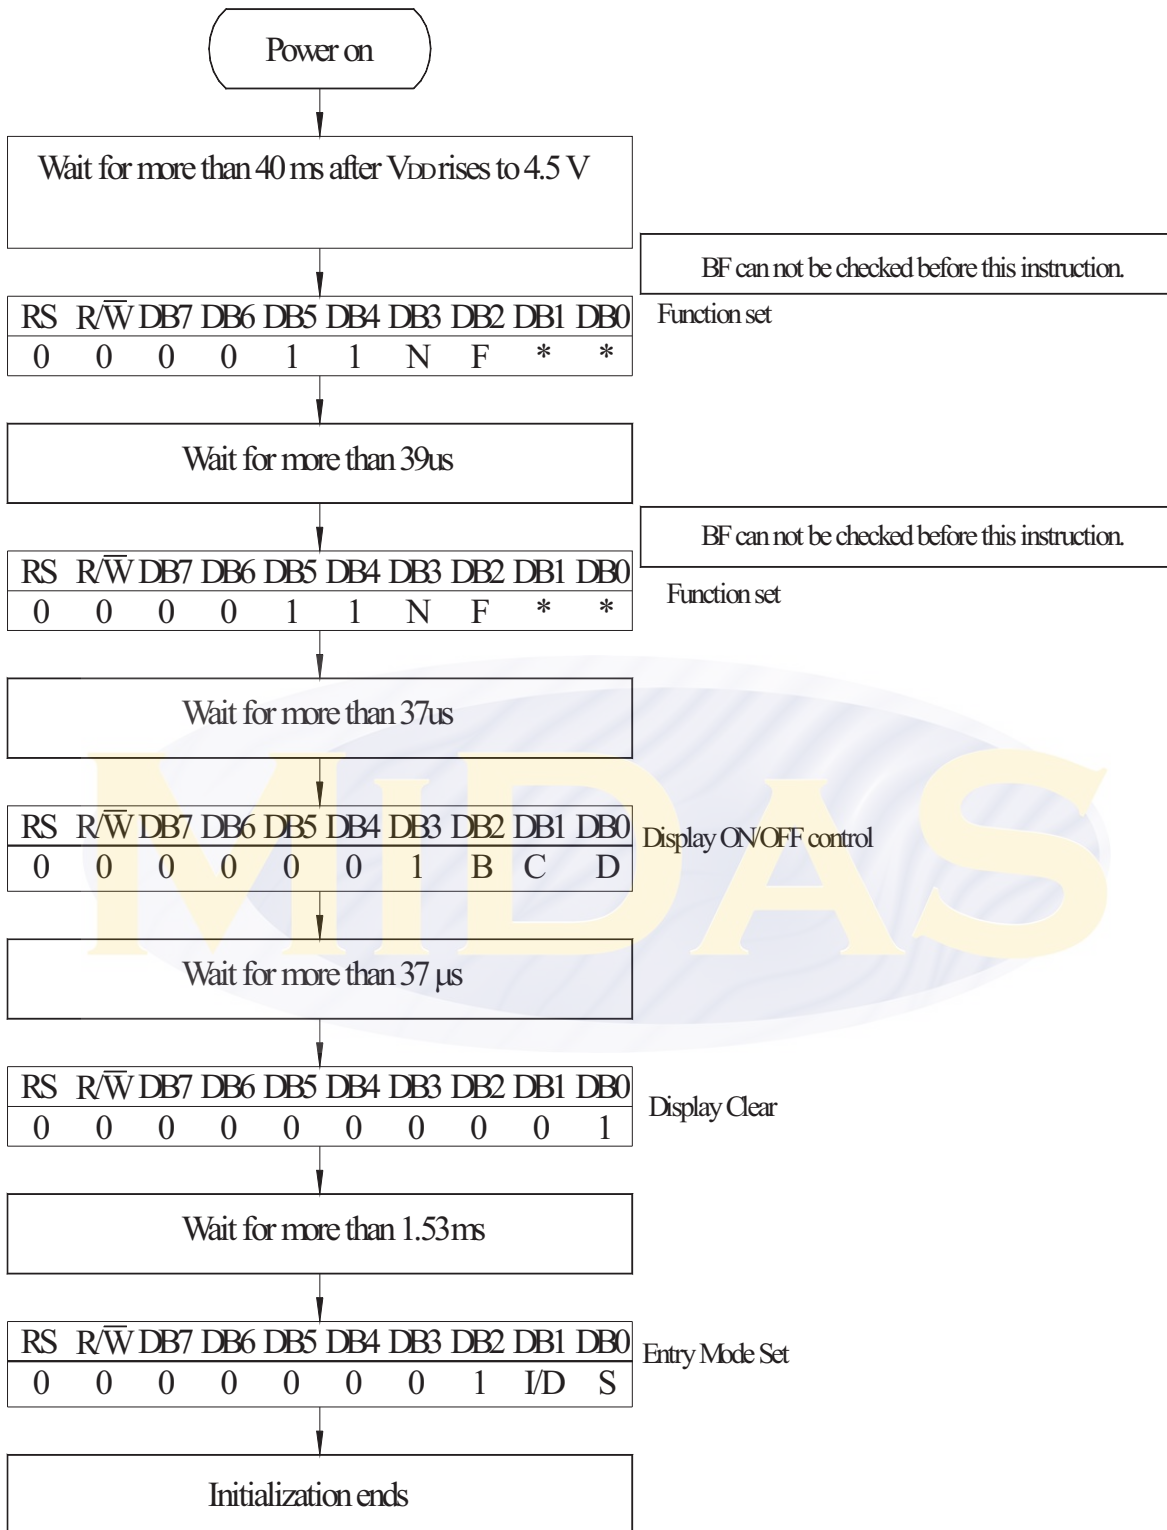 Power on
Wait for more than 40 ms after VDD rises to 4.5 V
BF can not be checked before this instruction.
RS R/W̅ DB7 DB6 DB5 DB4 DB3 DB2 DB1 DB0
Function set
0 0 0 0 1 1 N F * *
Wait for more than 39us
BF can not be checked before this instruction.
RS R/W̅ DB7 DB6 DB5 DB4 DB3 DB2 DB1 DB0
Function set
0 0 0 0 1 1 N F * *
Wait for more than 37us
MIDAS
RS R/W̅ DB7 DB6 DB5 DB4 DB3 DB2 DB1 DB0
Display ON/OFF control
0 0 0 0 0 0 1 B C D
Wait for more than 37 µs
RS R/W̅ DB7 DB6 DB5 DB4 DB3 DB2 DB1 DB0
Display Clear
0 0 0 0 0 0 0 0 0 1
Wait for more than 1.53ms
RS R/W̅ DB7 DB6 DB5 DB4 DB3 DB2 DB1 DB0
Entry Mode Set
0 0 0 0 0 0 0 1 I/D S
Initialization ends